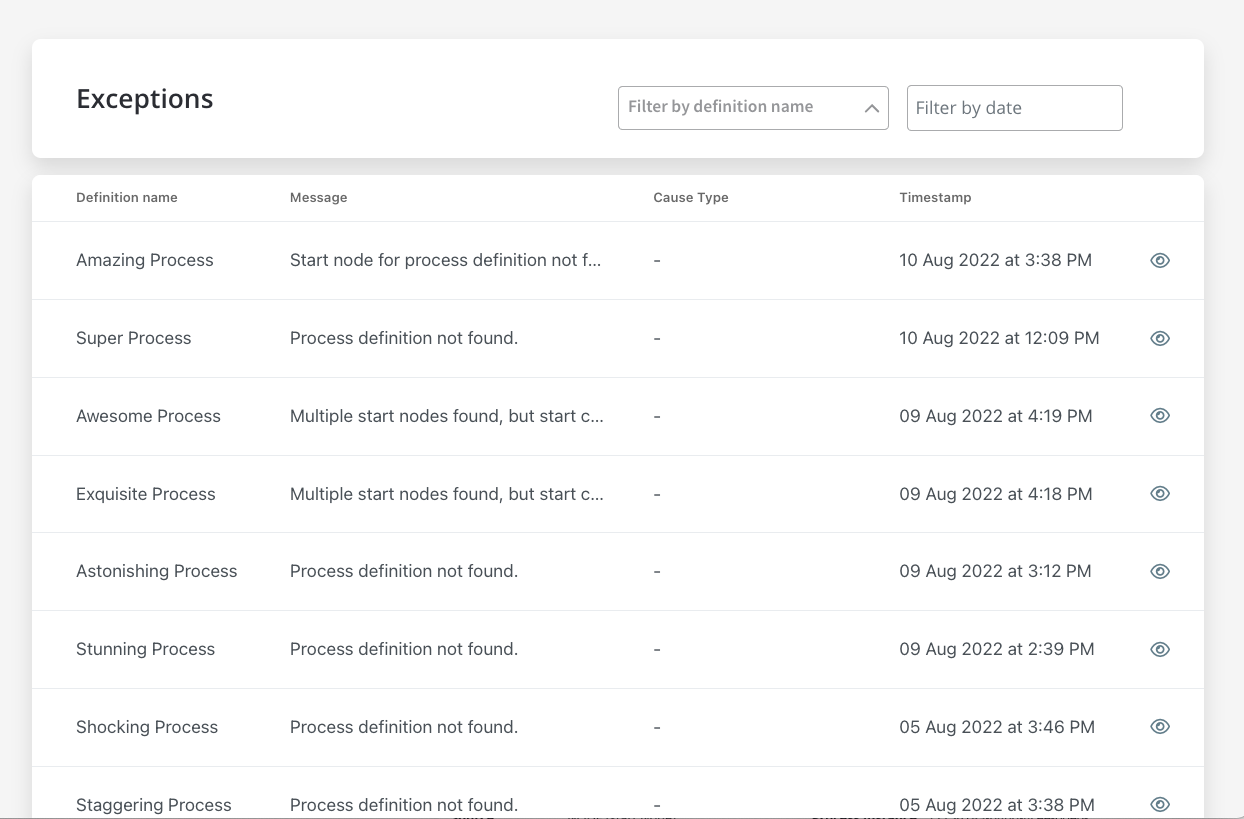 Exceptions
Filter by definition name Filter by date
Definition name Message Cause Type Timestamp
Amazing Process Start node for process definition not f... - 10 Aug 2022 at 3:38 PM
Super Process Process definition not found. - 10 Aug 2022 at 12:09 PM
Awesome Process Multiple start nodes found, but start c... - 09 Aug 2022 at 4:19 PM
Exquisite Process Multiple start nodes found, but start c... - 09 Aug 2022 at 4:18 PM
Astonishing Process Process definition not found. - 09 Aug 2022 at 3:12 PM
Stunning Process Process definition not found. - 09 Aug 2022 at 2:39 PM
Shocking Process Process definition not found. - 05 Aug 2022 at 3:46 PM
Staggering Process Process definition not found. - 05 Aug 2022 at 3:38 PM